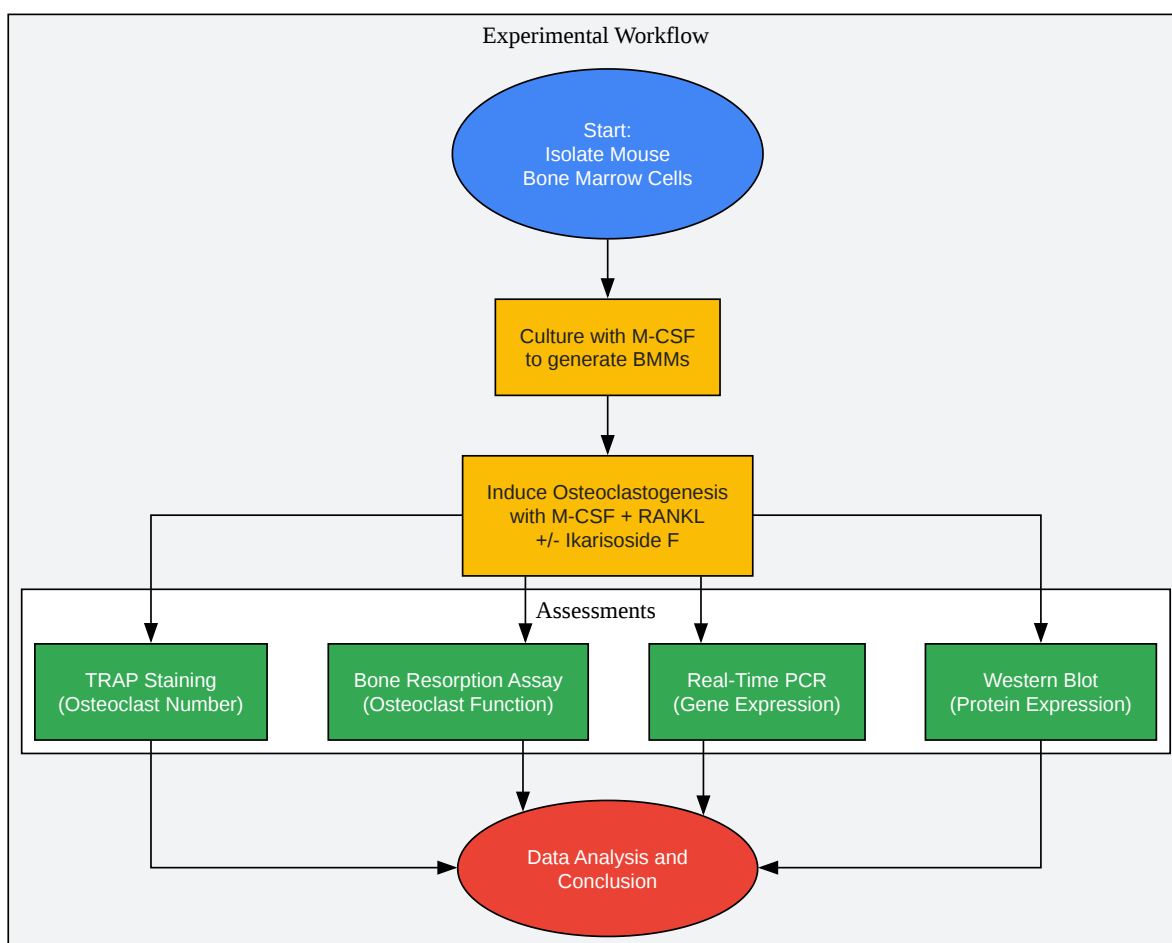 Experimental Workflow
Start:
Isolate Mouse
Bone Marrow Cells
Culture with M-CSF
to generate BMMs
Induce Osteoclastogenesis
with M-CSF + RANKL
+/- Ikarisoside F
Assessments
TRAP Staining
(Osteoclast Number)
Bone Resorption Assay
(Osteoclast Function)
Real-Time PCR
(Gene Expression)
Western Blot
(Protein Expression)
Data Analysis and
Conclusion